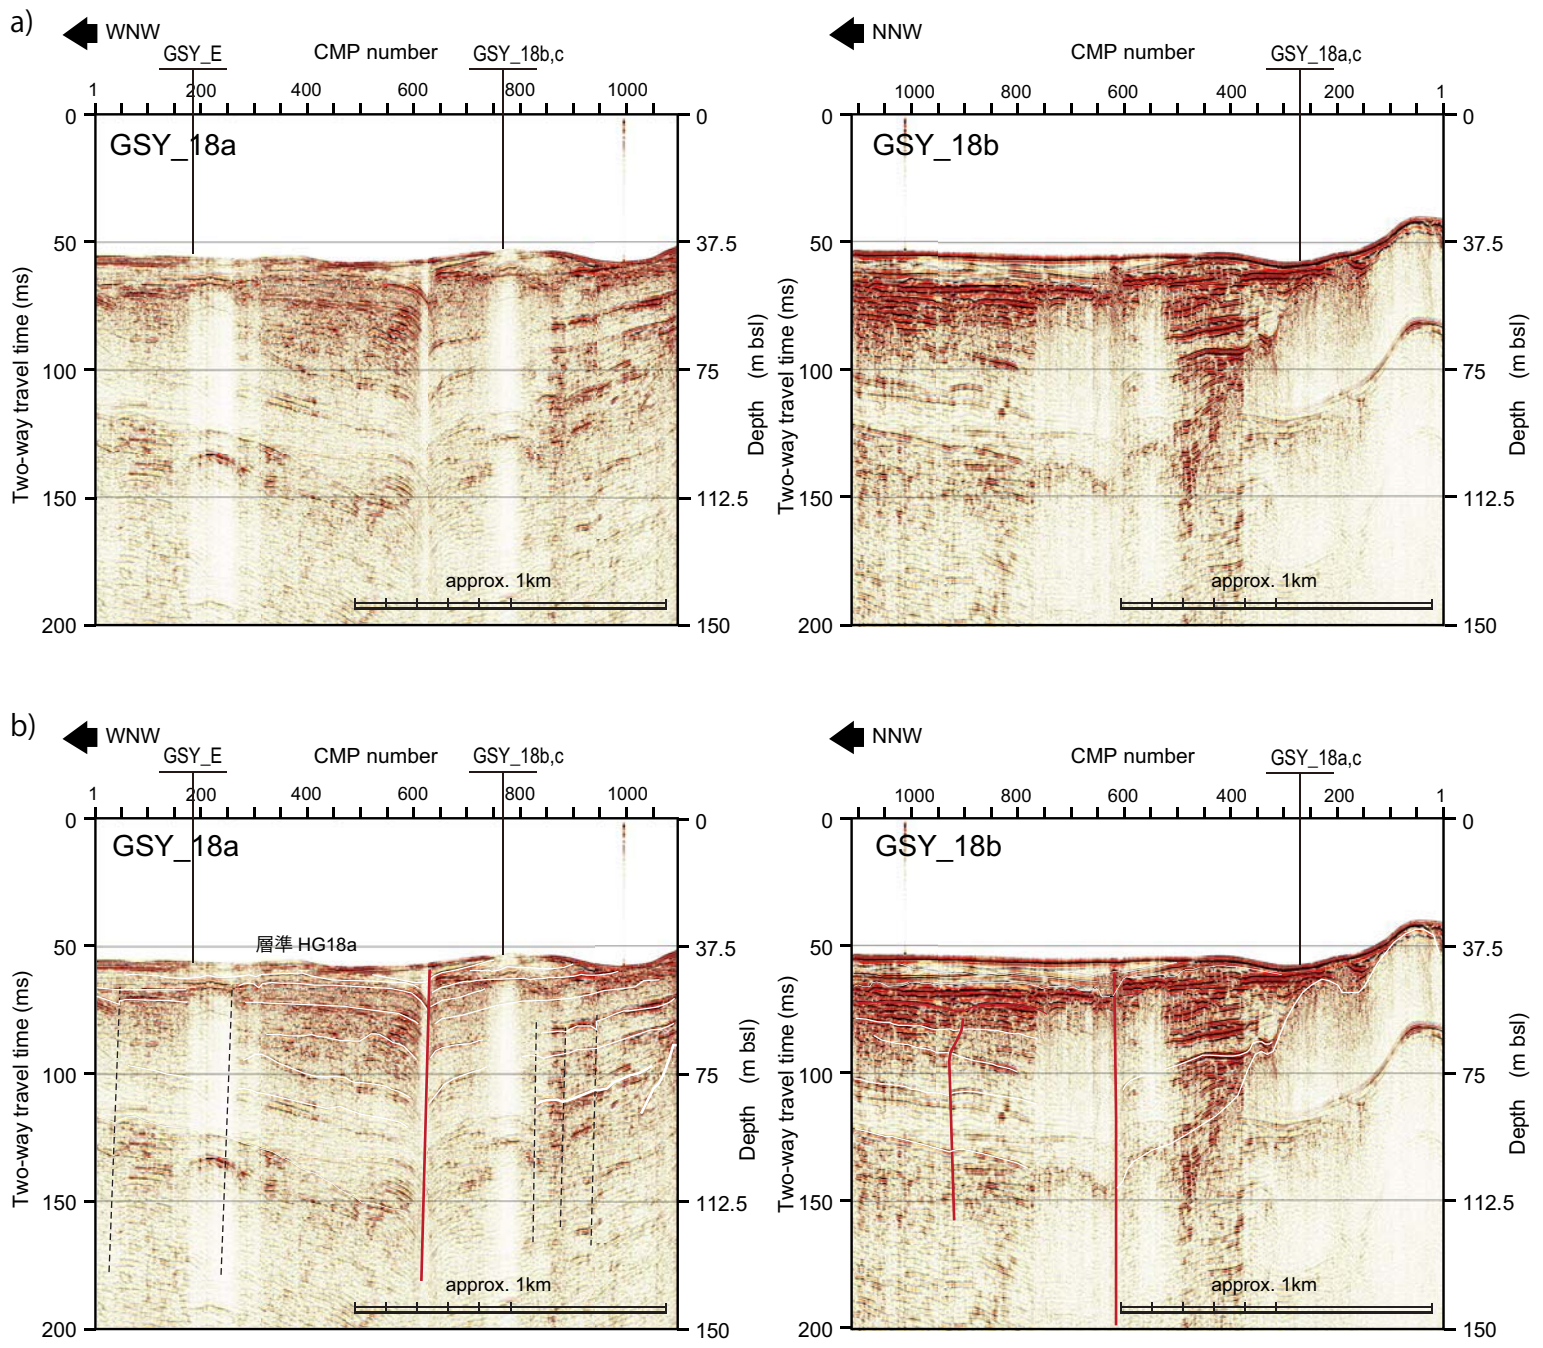 a)
WNW
GSY_E
CMP number
GSY_18b,c
1 200 400 600 800 1000
GSY_18a
0
50
100
150
200
Two-way travel time (ms)
0
37.5
75
112.5
150
Depth (m bsl)
approx. 1km
NNW
CMP number
GSY_18a,c
1000 800 600 400 200 1
GSY_18b
0
50
100
150
200
Two-way travel time (ms)
0
37.5
75
112.5
150
Depth (m bsl)
approx. 1km
b)
WNW
GSY_E
CMP number
GSY_18b,c
1 200 400 600 800 1000
GSY_18a
層準 HG18a
0
50
100
150
200
Two-way travel time (ms)
0
37.5
75
112.5
150
Depth (m bsl)
approx. 1km
NNW
CMP number
GSY_18a,c
1000 800 600 400 200 1
GSY_18b
0
50
100
150
200
Two-way travel time (ms)
0
37.5
75
112.5
150
Depth (m bsl)
approx. 1km